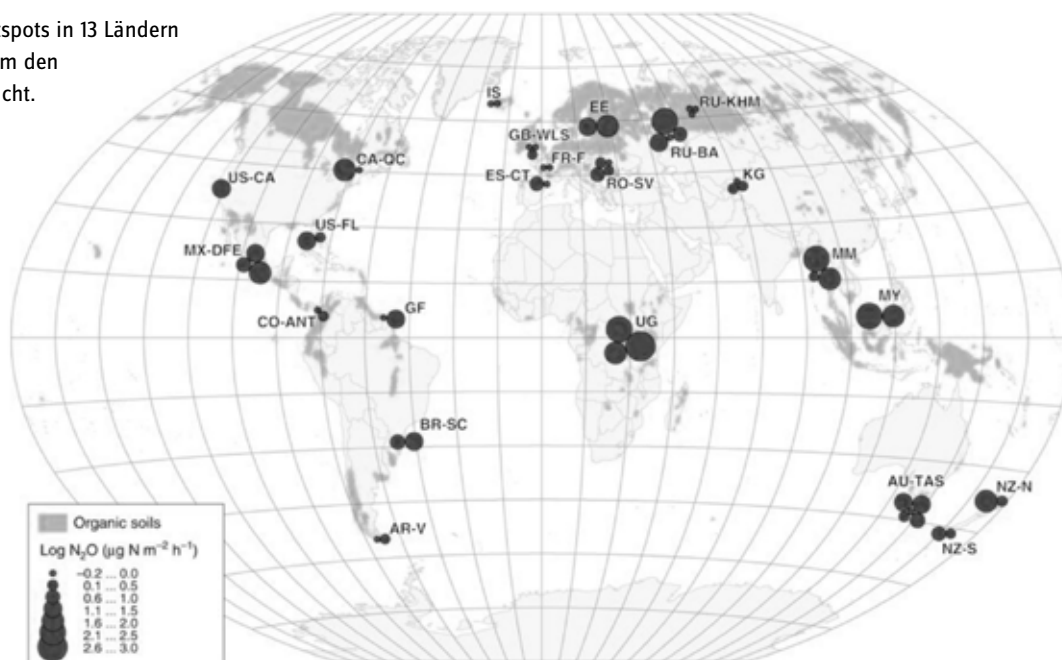 tspots in 13 Ländern
m den
cht.
IS
EE
RU-KHM
GB-WLS
CA-QC
FR-F
RU-BA
US-CA
ES-CT
RO-SV
KG
US-FL
MX-DFE
MM
MY
CO-ANT
GF
UG
BR-SC
AU-TAS
NZ-N
AR-V
NZ-S
Organic soils
Log N₂O (µg N m⁻² h⁻¹)
−0.2 ... 0.0
0.1 ... 0.5
0.6 ... 1.0
1.1 ... 1.5
1.6 ... 2.0
2.1 ... 2.5
2.6 ... 3.0